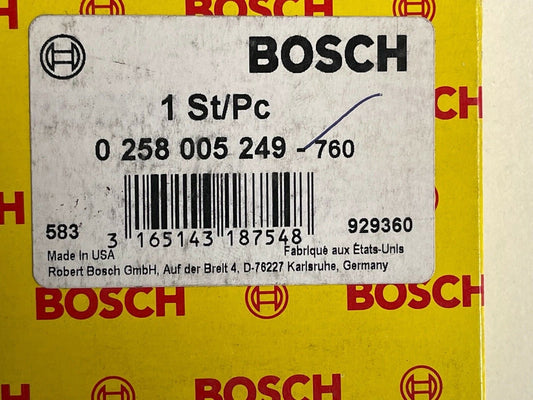 BOSCH
1 St/Pc
0 258 005 249 - 760
583
3 165143 187548
929360
Made in USA
Fabriqué aux États-Unis
Robert Bosch GmbH, Auf der Breit 4, D-76227 Karlsruhe, Germany
CH
BOSCH
H
BOSCH
BOSCH
BOSCH